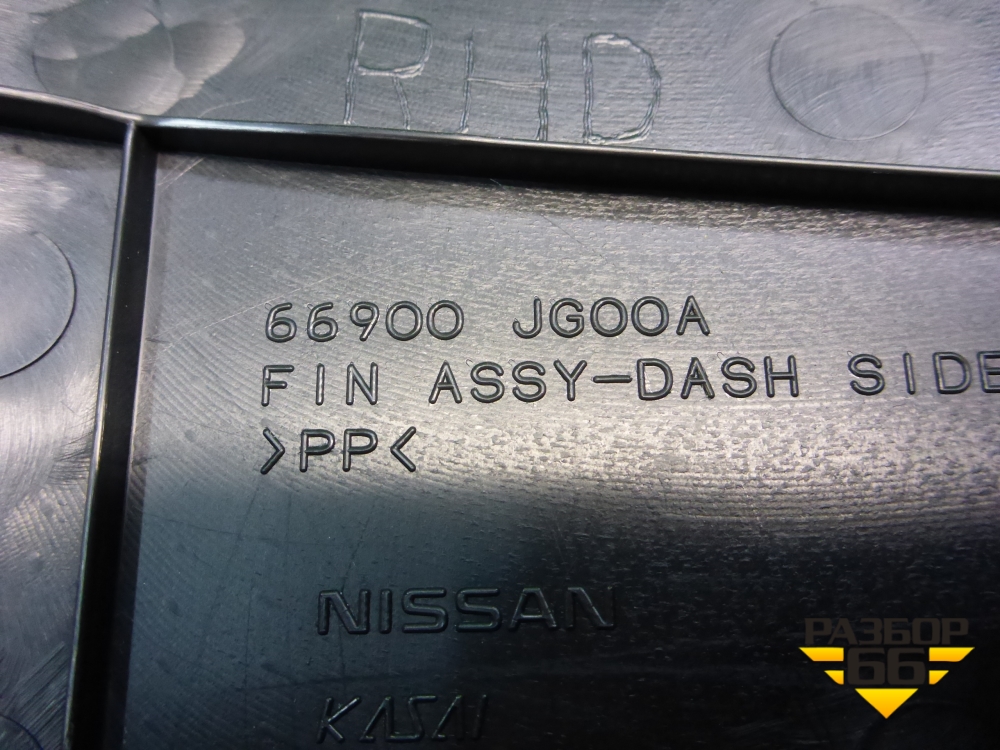 RHD
66900 JG00A
FIN ASSY-DASH SIDE
>PP<
NISSAN
KASAI
РАЗБОР
66